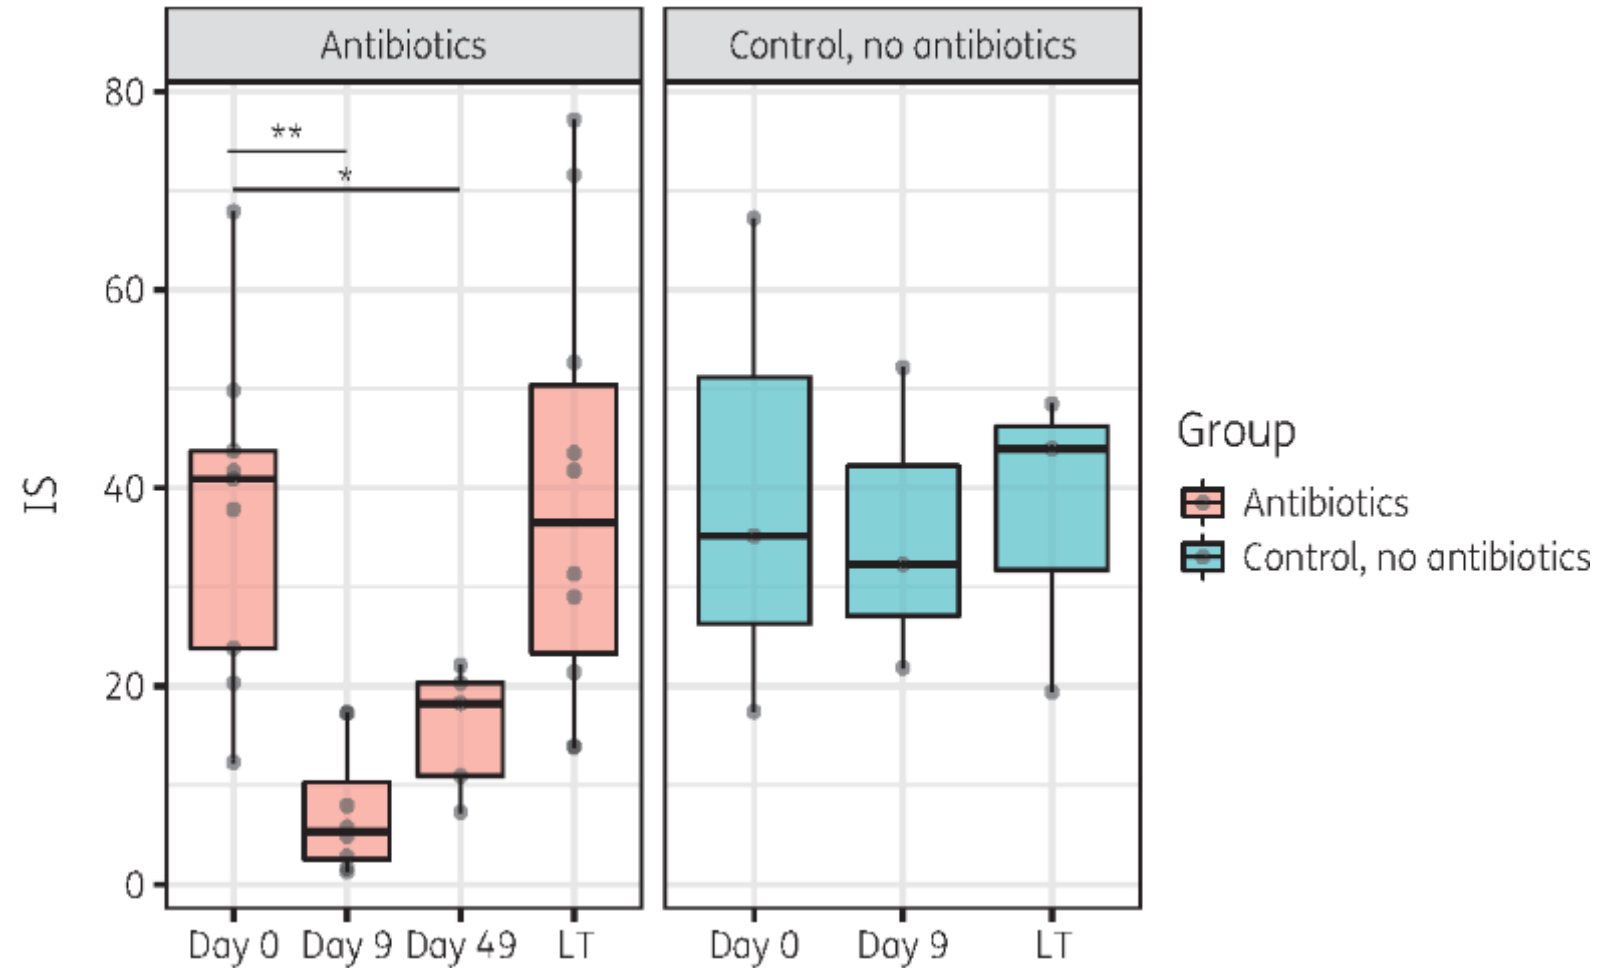 Antibiotics
Control, no antibiotics
80
**
*
60
40
20
0
IS
Day 0 Day 9 Day 49 LT
Day 0 Day 9 LT
Group
Antibiotics
Control, no antibiotics